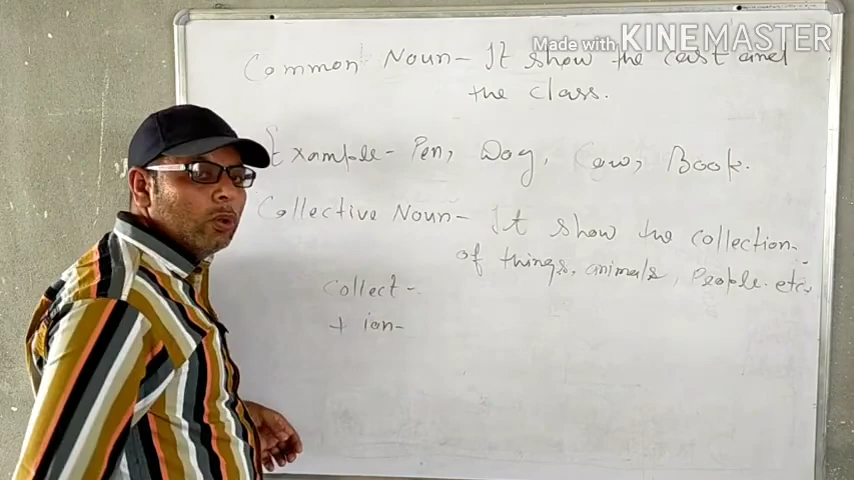 Made with KINEMASTER
Common Noun - It show the cast and
the class.
Example - Pen, Dog, Cow, Book.
Collective Noun - It show the collection
of things, animals, People. etc.
Collect -
+ ion -